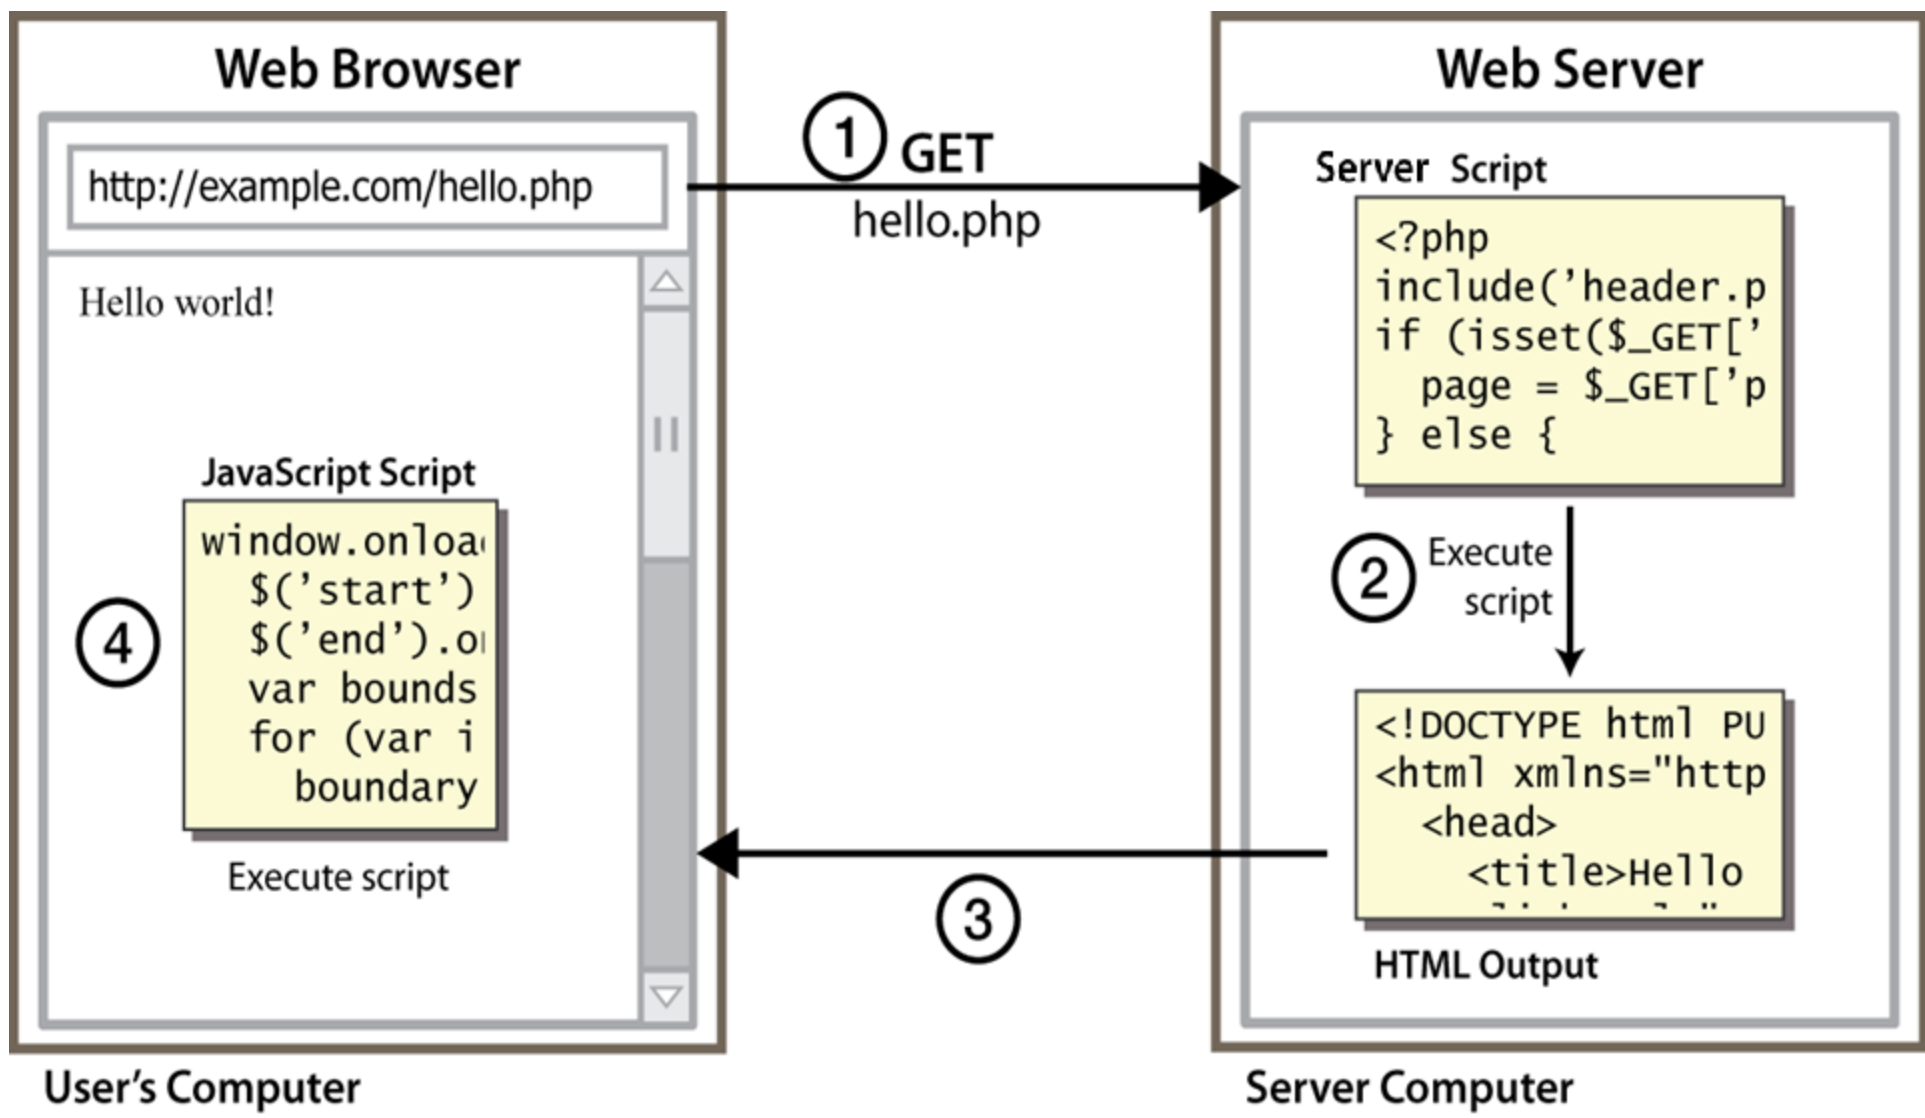 Web Browser
http://example.com/hello.php
Hello world!
JavaScript Script
window.onloa
$('start')
$('end').o
var bounds
for (var i
boundary
4
Execute script
User's Computer
1 GET
hello.php
3
Web Server
Server Script
<?php
include('header.p
if (isset($_GET['
page = $_GET['p
} else {
2
Execute
script
<!DOCTYPE html PU
<html xmlns="http
<head>
<title>Hello
HTML Output
Server Computer